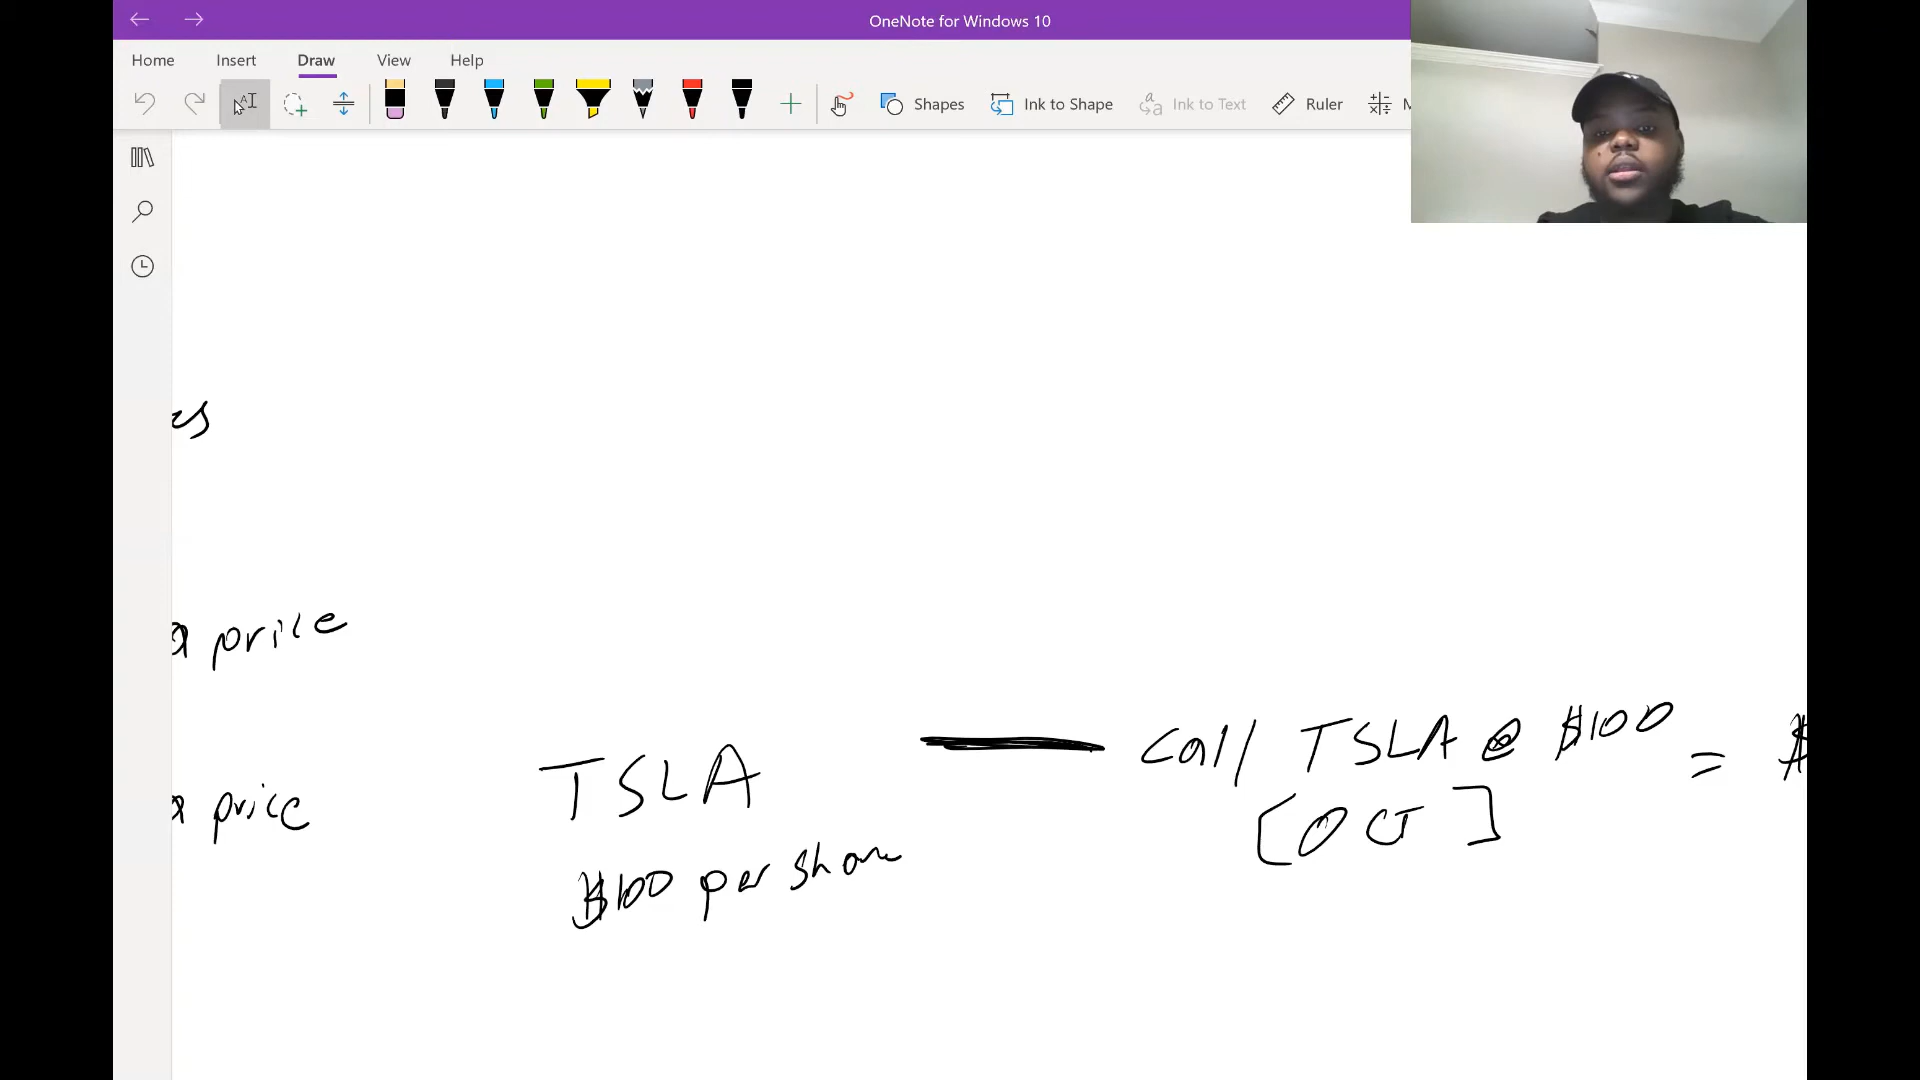 OneNote for Windows 10
Home Insert Draw View Help
Shapes Ink to Shape Ink to Text Ruler M
es
a price
Call TSLA @ $100 = $
TSLA
[OCT]
a price
$100 per share